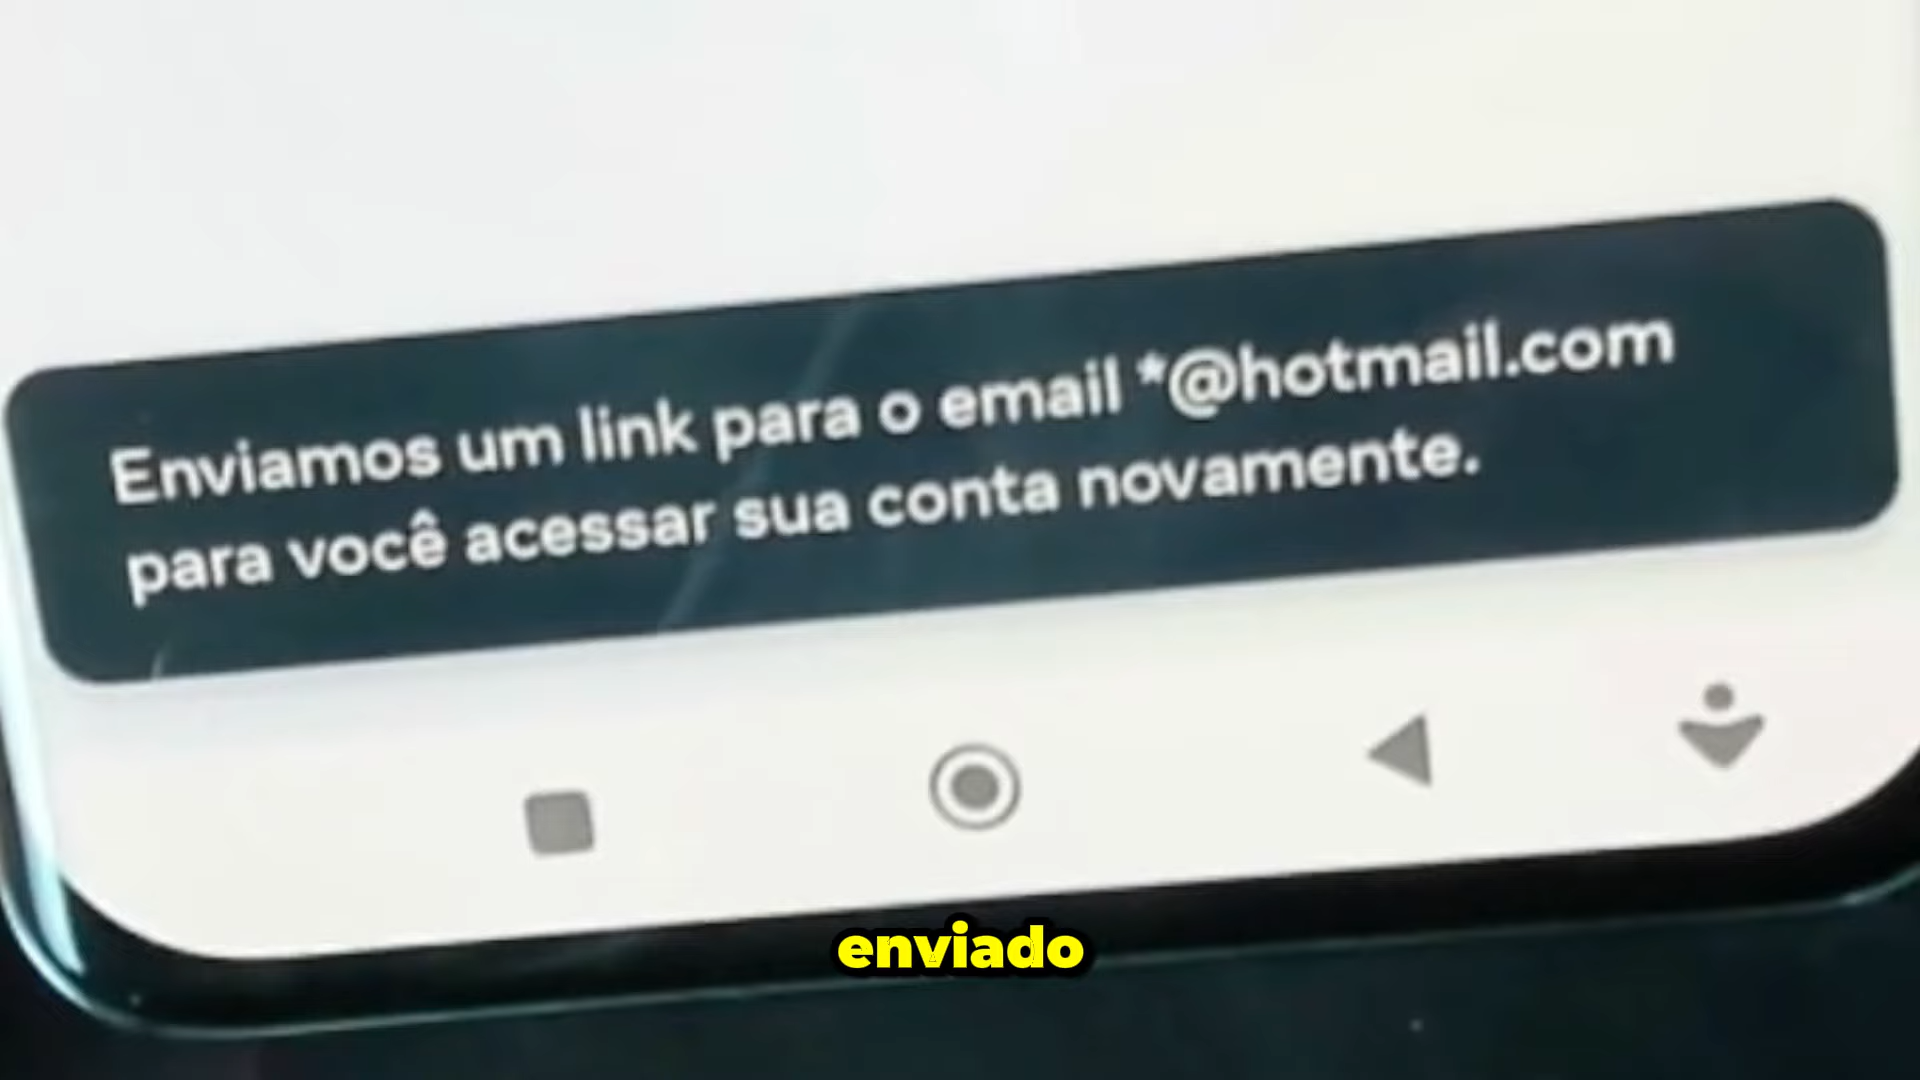 Enviamos um link para o email *@hotmail.com
para você acessar sua conta novamente.
enviado